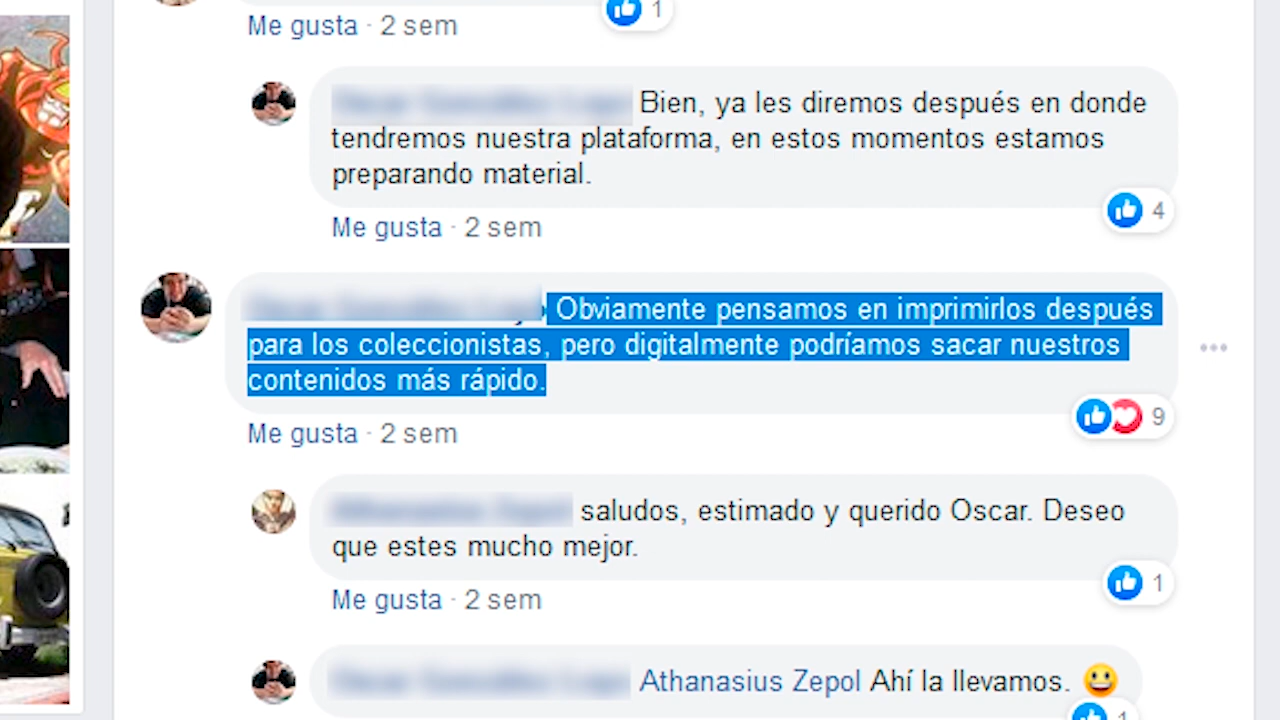 1
Me gusta · 2 sem
Bien, ya les diremos después en donde
tendremos nuestra plataforma, en estos momentos estamos
preparando material.
4
Me gusta · 2 sem
Obviamente pensamos en imprimirlos después
para los coleccionistas, pero digitalmente podríamos sacar nuestros
contenidos más rápido.
9
Me gusta · 2 sem
saludos, estimado y querido Oscar. Deseo
que estes mucho mejor.
1
Me gusta · 2 sem
Athanasius Zepol Ahí la llevamos. 😀
1